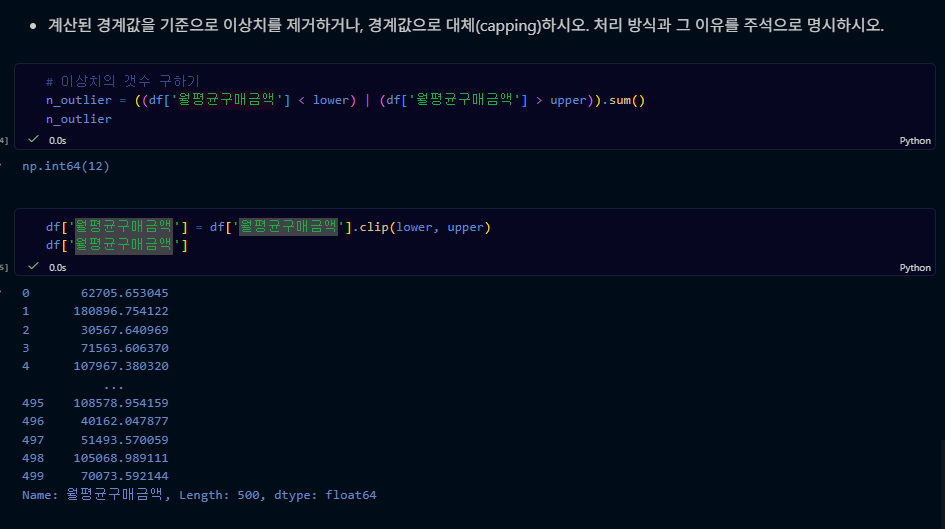 • 계산된 경계값을 기준으로 이상치를 제거하거나, 경계값으로 대체(capping)하시오. 처리 방식과 그 이유를 주석으로 명시하시오.
# 이상치의 갯수 구하기
n_outlier = ((df['월평균구매금액'] < lower) | (df['월평균구매금액'] > upper)).sum()
n_outlier
4] ✓ 0.0s Python
np.int64(12)
df['월평균구매금액'] = df['월평균구매금액'].clip(lower, upper)
df['월평균구매금액']
5] ✓ 0.0s Python
0 62705.653045
1 180896.754122
2 30567.640969
3 71563.606370
4 107967.380320
...
495 108578.954159
496 40162.047877
497 51493.570059
498 105068.989111
499 70073.592144
Name: 월평균구매금액, Length: 500, dtype: float64